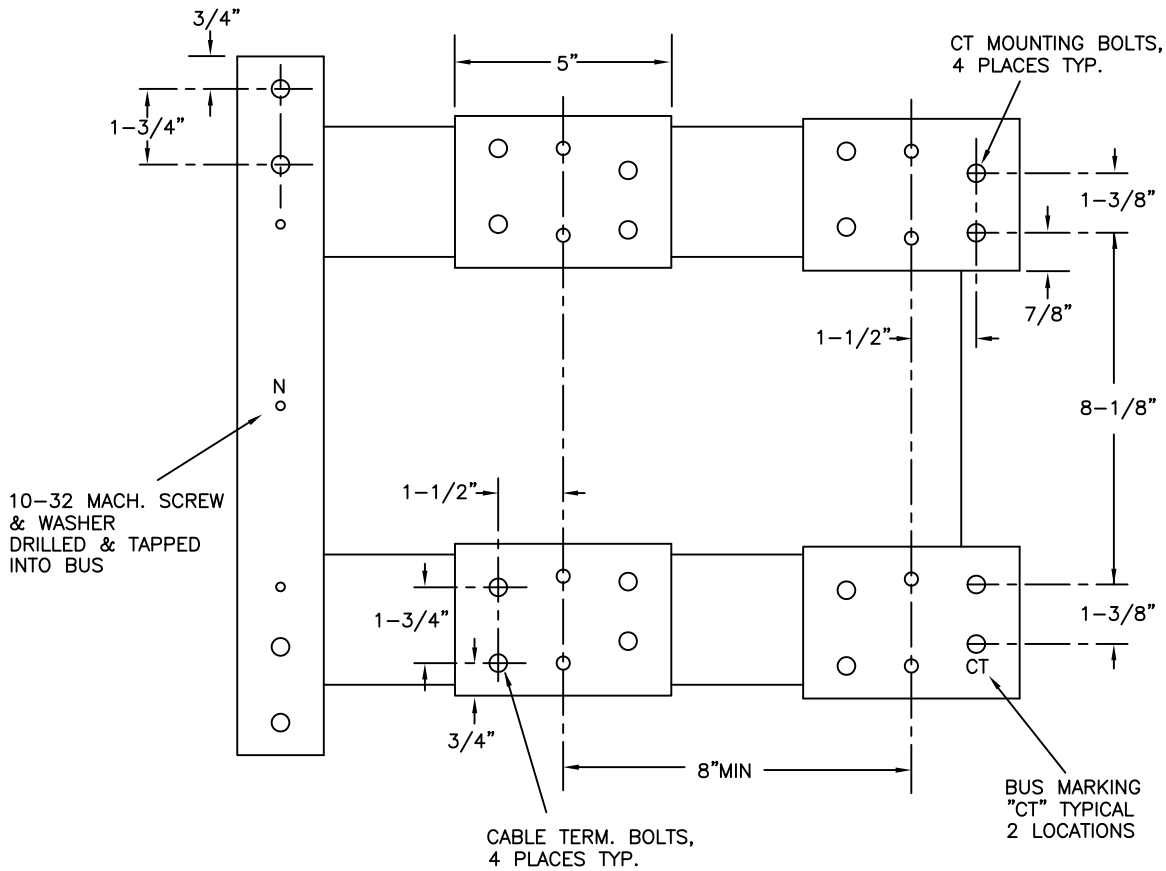 3/4"
CT MOUNTING BOLTS,
4 PLACES TYP.
5"
1-3/4"
1-3/8"
7/8"
1-1/2"
N
8-1/8"
10-32 MACH. SCREW
& WASHER
DRILLED & TAPPED
INTO BUS
1-1/2"
1-3/4"
1-3/8"
CT
3/4"
8"MIN
BUS MARKING
"CT" TYPICAL
2 LOCATIONS
CABLE TERM. BOLTS,
4 PLACES TYP.